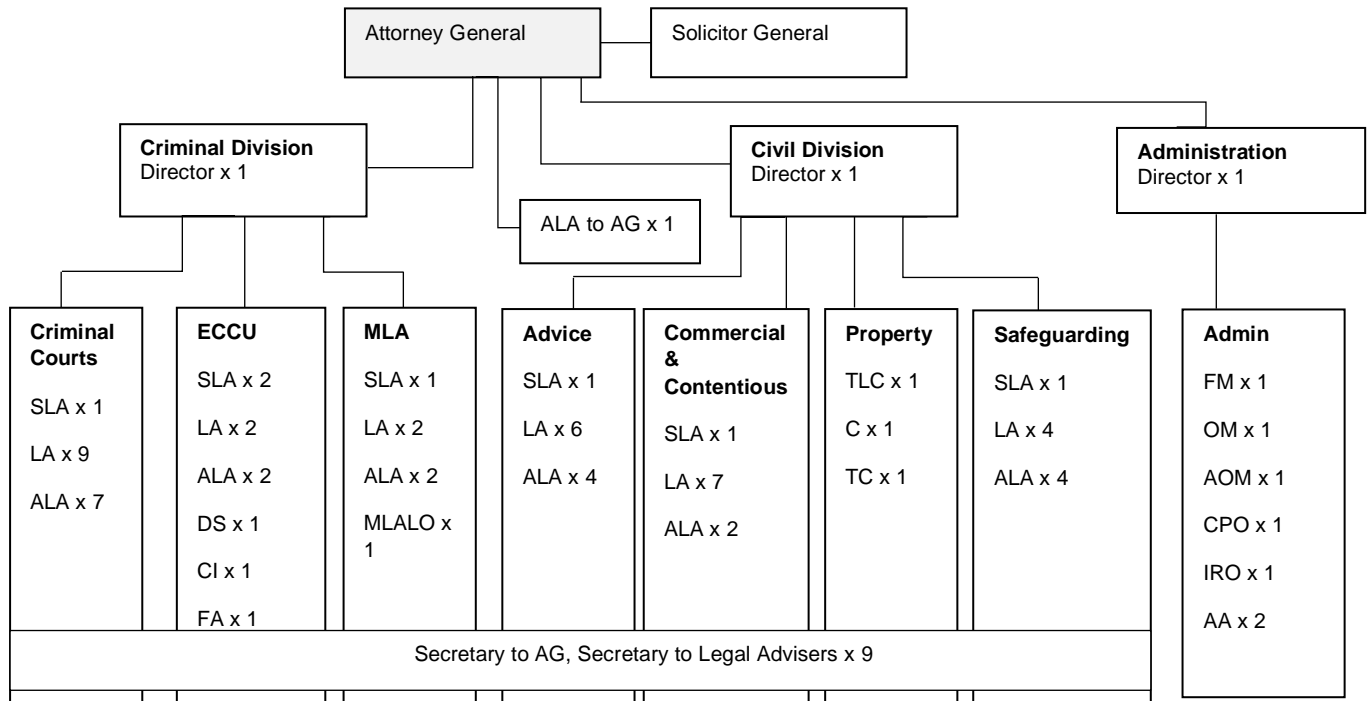 Attorney General
Solicitor General
Criminal Division
Director x 1
Civil Division
Director x 1
Administration
Director x 1
ALA to AG x 1
Criminal
Courts
SLA x 1
LA x 9
ALA x 7
ECCU
SLA x 2
LA x 2
ALA x 2
DS x 1
CI x 1
FA x 1
MLA
SLA x 1
LA x 2
ALA x 2
MLALO x
1
Advice
SLA x 1
LA x 6
ALA x 4
Commercial
&
Contentious
SLA x 1
LA x 7
ALA x 2
Property
TLC x 1
C x 1
TC x 1
Safeguarding
SLA x 1
LA x 4
ALA x 4
Admin
FM x 1
OM x 1
AOM x 1
CPO x 1
IRO x 1
AA x 2
Secretary to AG, Secretary to Legal Advisers x 9